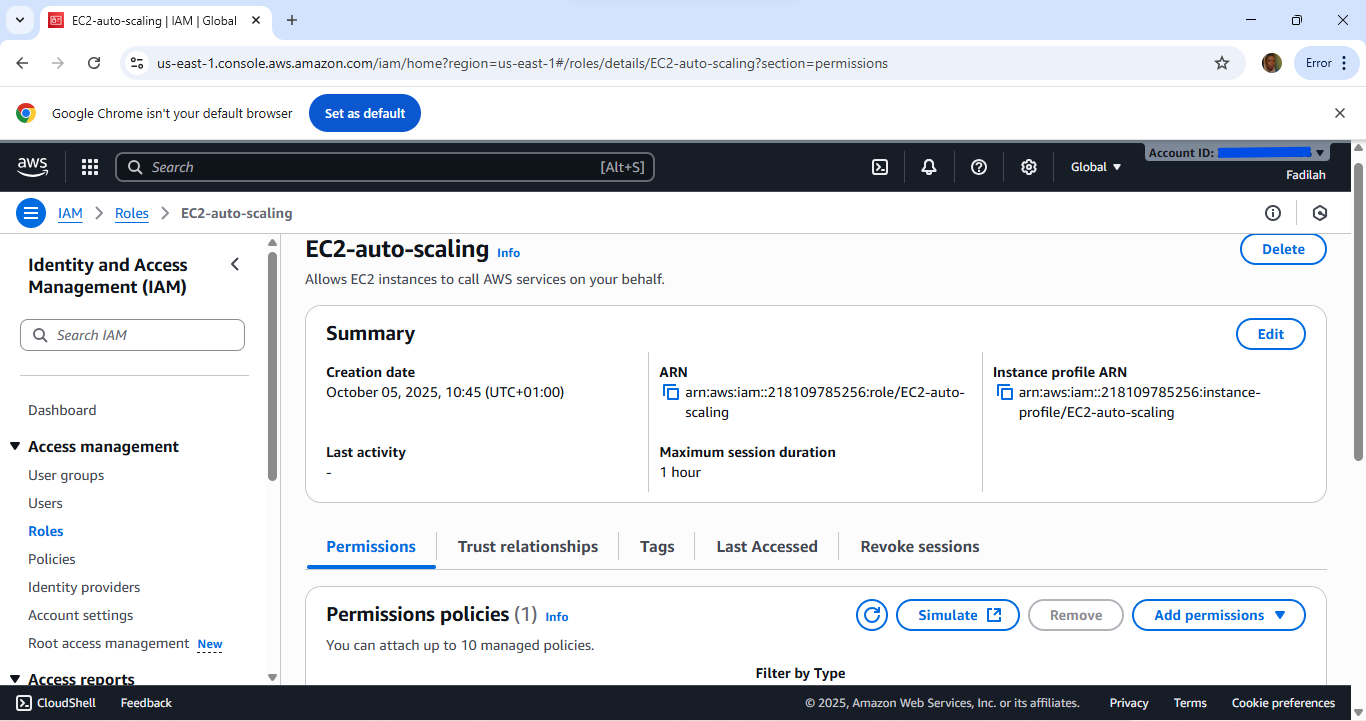 EC2-auto-scaling | IAM | Global
us-east-1.console.aws.amazon.com/iam/home?region=us-east-1#/roles/details/EC2-auto-scaling?section=permissions
Error
Google Chrome isn't your default browser
Set as default
aws
Search
[Alt+S]
Global
Account ID:
Fadilah
IAM
Roles
EC2-auto-scaling
Identity and Access
Management (IAM)
Search IAM
Dashboard
Access management
User groups
Users
Roles
Policies
Identity providers
Account settings
Root access management New
Access reports
EC2-auto-scaling Info
Delete
Allows EC2 instances to call AWS services on your behalf.
Summary
Edit
Creation date
October 05, 2025, 10:45 (UTC+01:00)
ARN
arn:aws:iam::218109785256:role/EC2-auto-
scaling
Instance profile ARN
arn:aws:iam::218109785256:instance-
profile/EC2-auto-scaling
Last activity
-
Maximum session duration
1 hour
Permissions
Trust relationships
Tags
Last Accessed
Revoke sessions
Permissions policies (1) Info
Simulate
Remove
Add permissions
You can attach up to 10 managed policies.
Filter by Type
CloudShell
Feedback
© 2025, Amazon Web Services, Inc. or its affiliates.
Privacy
Terms
Cookie preferences